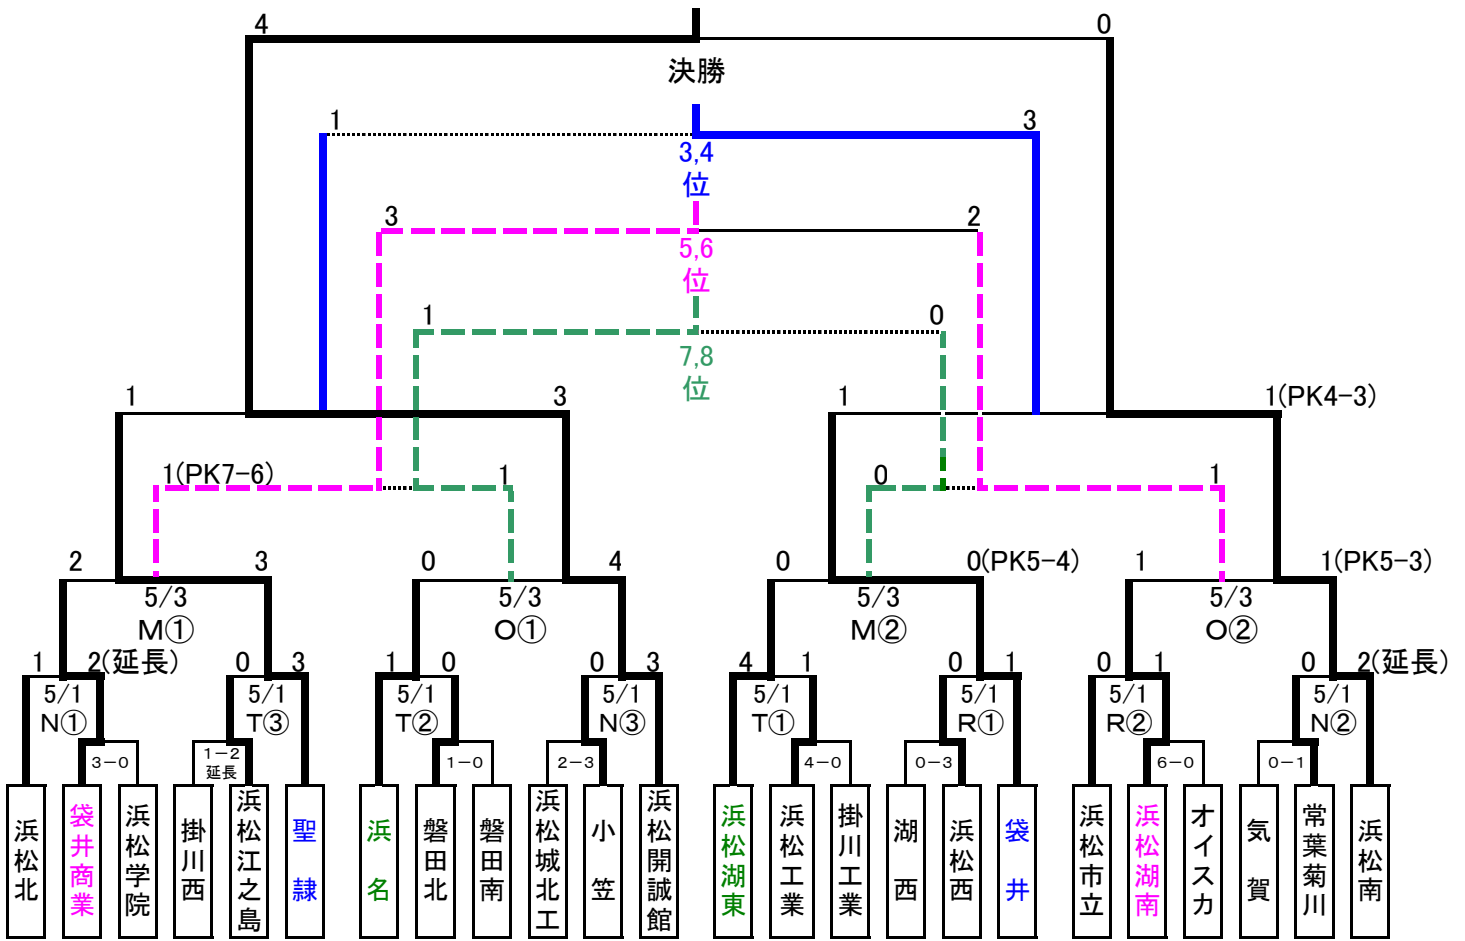 4 0
決勝
1 3
3,4
位
3 2
5,6
位
1 0
7,8
位
1 3 1 1(PK4-3)
1(PK7-6) 1 0 1
2 3 0 4 0 0(PK5-4) 1 1(PK5-3)
5/3 5/3 5/3 5/3
M① O① M② O②
1 2(延長) 0 3 1 0 0 3 4 1 0 1 0 1 0 2(延長)
5/1 5/1 5/1 5/1 5/1 5/1 5/1 5/1
N① T③ T② N③ T① R① R② N②
3-0 1-2 1-0 2-3 4-0 0-3 6-0 0-1
延長
浜松北
袋井商業
浜松学院
掛川西
浜松江之島
聖隷
浜名
磐田北
磐田南
浜松城北工
小笠
浜松開誠館
浜松湖東
浜松工業
掛川工業
湖西
浜松西
袋井
浜松市立
浜松湖南
オイスカ
気賀
常葉菊川
浜松南